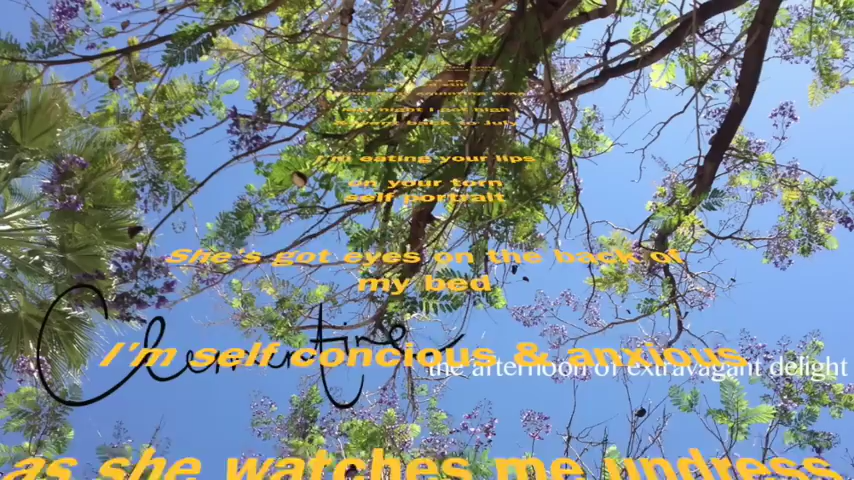 I'm eating your lips
on your torn
self portrait
She's got eyes on the back of
my bed
Clementine
I'm self concious & anxious
the afternoon of extravagant delight
as she watches me undress